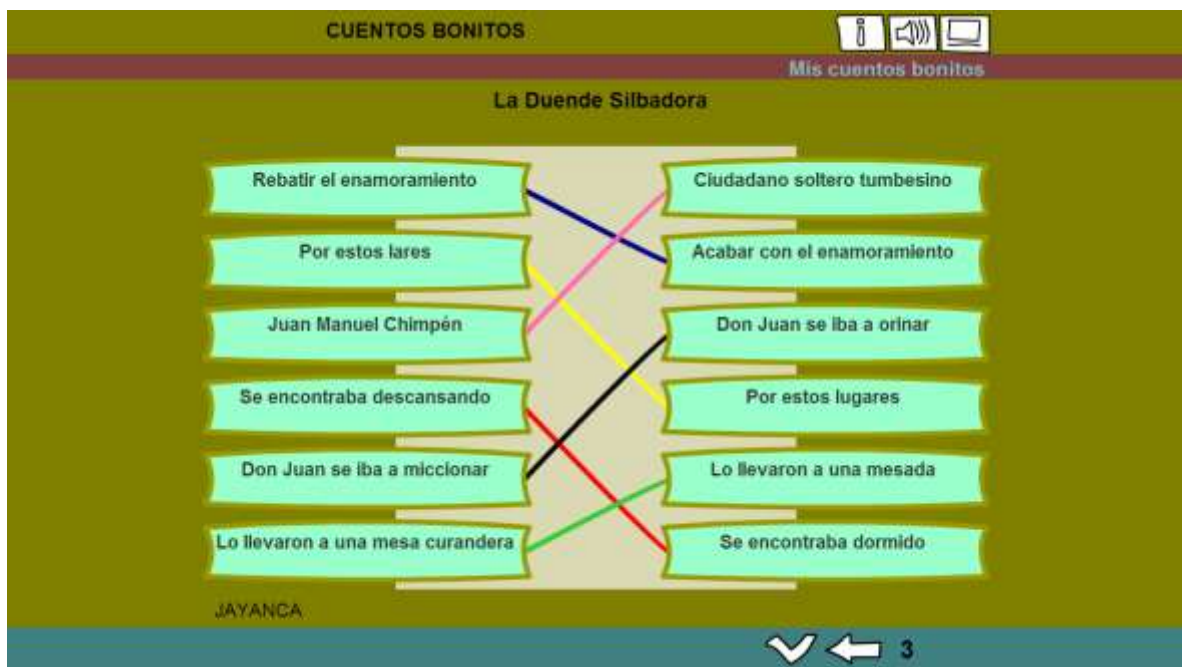 CUENTOS BONITOS
i
Mis cuentos bonitos
La Duende Silbadora
Rebatir el enamoramiento
Ciudadano soltero tumbesino
Por estos lares
Acabar con el enamoramiento
Juan Manuel Chimpén
Don Juan se iba a orinar
Se encontraba descansando
Por estos lugares
Don Juan se iba a miccionar
Lo llevaron a una mesada
Lo llevaron a una mesa curandera
Se encontraba dormido
JAYANCA
3